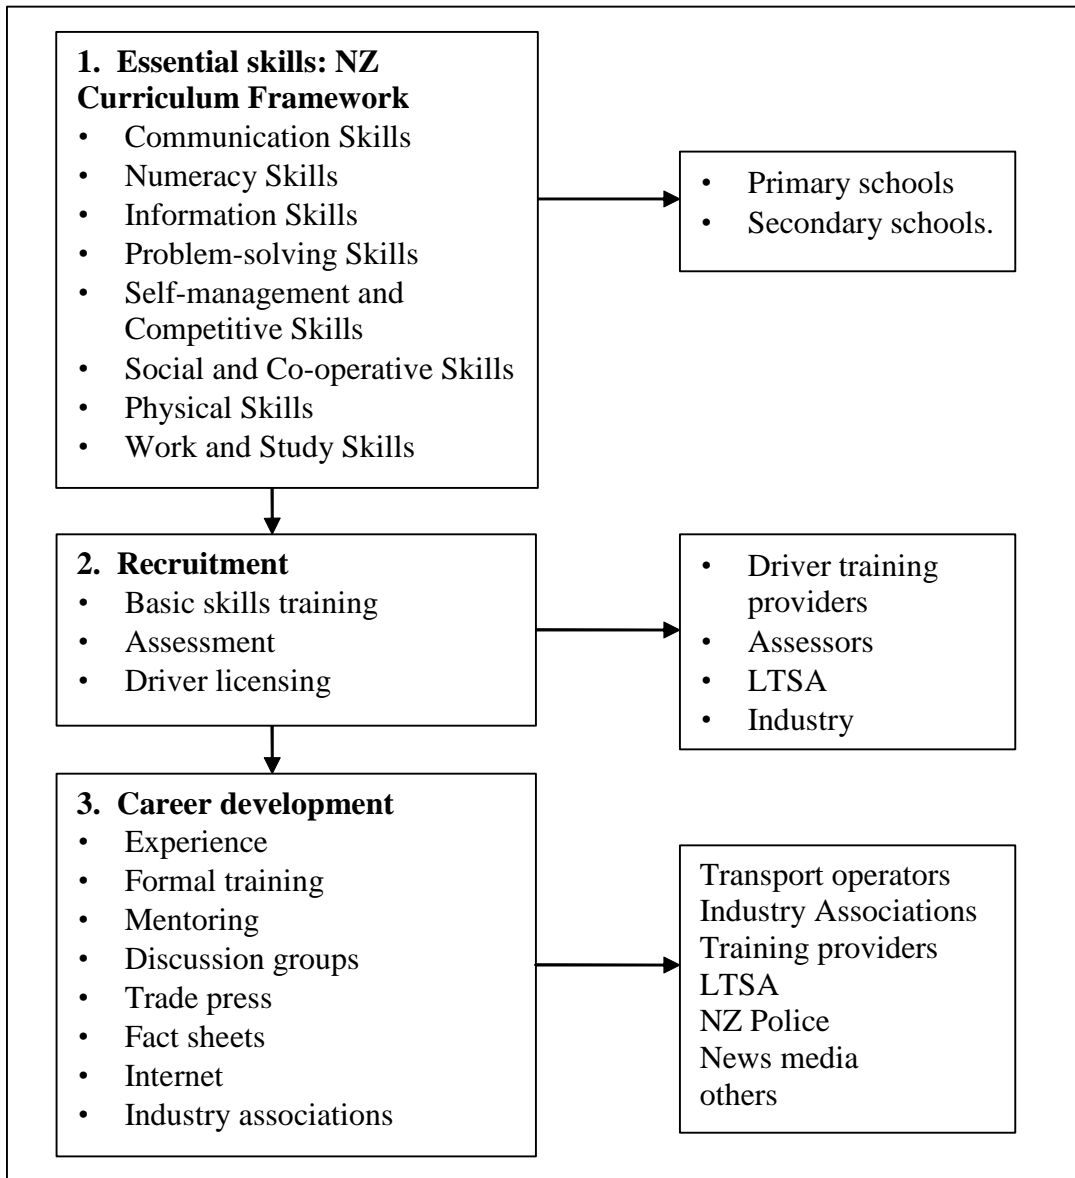 1. Essential skills: NZ
Curriculum Framework
• Communication Skills
• Numeracy Skills
• Information Skills
• Problem-solving Skills
• Self-management and
Competitive Skills
• Social and Co-operative Skills
• Physical Skills
• Work and Study Skills
• Primary schools
• Secondary schools.
2. Recruitment
• Basic skills training
• Assessment
• Driver licensing
• Driver training
providers
• Assessors
• LTSA
• Industry
3. Career development
• Experience
• Formal training
• Mentoring
• Discussion groups
• Trade press
• Fact sheets
• Internet
• Industry associations
Transport operators
Industry Associations
Training providers
LTSA
NZ Police
News media
others